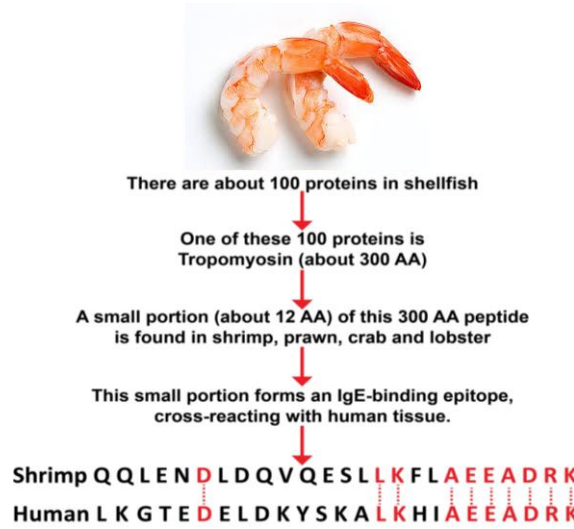 There are about 100 proteins in shellfish
One of these 100 proteins is
Tropomyosin (about 300 AA)
A small portion (about 12 AA) of this 300 AA peptide
is found in shrimp, prawn, crab and lobster
This small portion forms an IgE-binding epitope,
cross-reacting with human tissue.
Shrimp Q Q L E N D L D Q V Q E S L L K F L A E E A D R K
Human L K G T E D E L D K Y S K A L K H I A E E A D R K